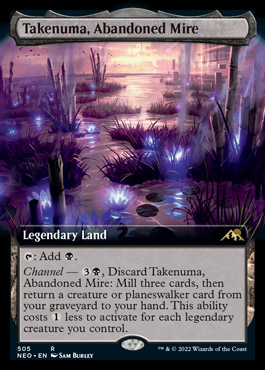 Takenuma, Abandoned Mire
Legendary Land
: Add .
Channel — 3, Discard Takenuma,
Abandoned Mire: Mill three cards, then
return a creature or planeswalker card from
your graveyard to your hand. This ability
costs 1 less to activate for each legendary
creature you control.
505 R
NEO • EN SAM BURLEY
™ & © 2022 Wizards of the Coast